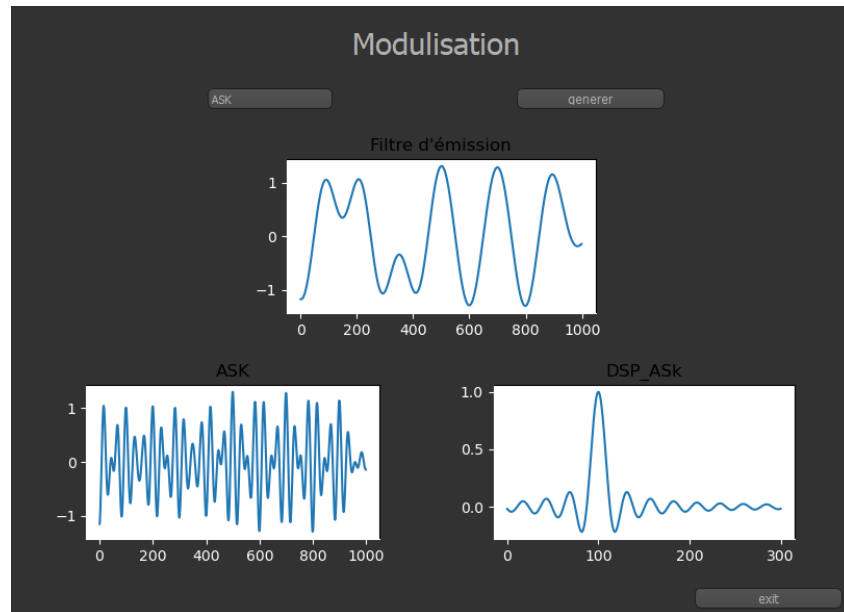 Modulisation
ASK generer
Filtre d'émission
1
0
−1
0 200 400 600 800 1000
ASK
1
0
−1
0 200 400 600 800 1000
DSP_ASk
1.0
0.5
0.0
0 100 200 300
exit